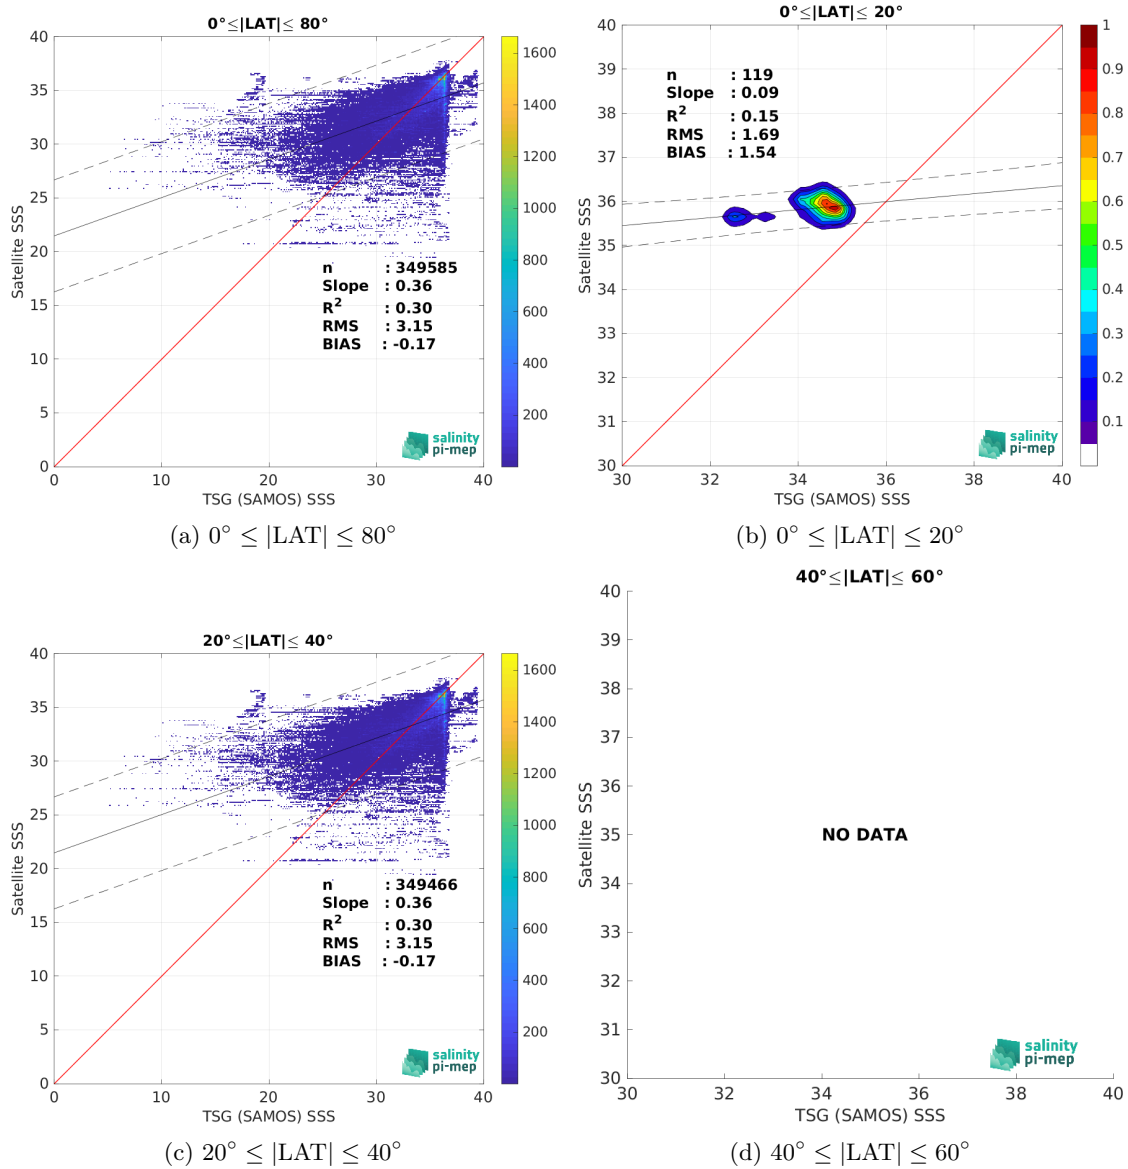 0°≤|LAT|≤ 80°
40
35
30
25
20
15
10
5
0
Satellite SSS
n : 349585
Slope : 0.36
R² : 0.30
RMS : 3.15
BIAS : -0.17
salinity
pi-mep
0 10 20 30 40
TSG (SAMOS) SSS
1600
1400
1200
1000
800
600
400
200
(a) 0° ≤ |LAT| ≤ 80°
0°≤|LAT|≤ 20°
40
39
38
37
36
35
34
33
32
31
30
Satellite SSS
n : 119
Slope : 0.09
R² : 0.15
RMS : 1.69
BIAS : 1.54
salinity
pi-mep
30 32 34 36 38 40
TSG (SAMOS) SSS
1
0.9
0.8
0.7
0.6
0.5
0.4
0.3
0.2
0.1
(b) 0° ≤ |LAT| ≤ 20°
20°≤|LAT|≤ 40°
40
35
30
25
20
15
10
5
0
Satellite SSS
n : 349466
Slope : 0.36
R² : 0.30
RMS : 3.15
BIAS : -0.17
salinity
pi-mep
0 10 20 30 40
TSG (SAMOS) SSS
1600
1400
1200
1000
800
600
400
200
(c) 20° ≤ |LAT| ≤ 40°
40°≤|LAT|≤ 60°
40
39
38
37
36
35
34
33
32
31
30
Satellite SSS
NO DATA
salinity
pi-mep
30 32 34 36 38 40
TSG (SAMOS) SSS
(d) 40° ≤ |LAT| ≤ 60°